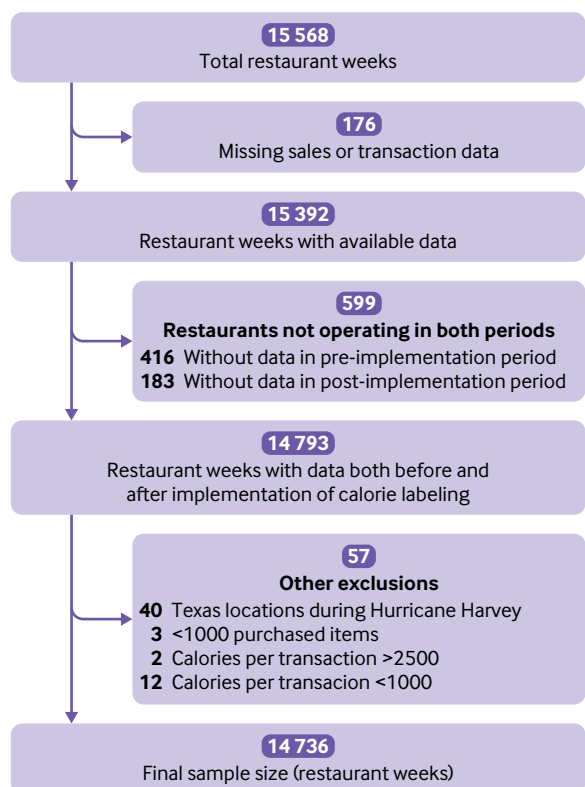 15 568
Total restaurant weeks
176
Missing sales or transaction data
15 392
Restaurant weeks with available data
599
Restaurants not operating in both periods
416 Without data in pre-implementation period
183 Without data in post-implementation period
14 793
Restaurant weeks with data both before and
after implementation of calorie labeling
57
Other exclusions
40 Texas locations during Hurricane Harvey
3 <1000 purchased items
2 Calories per transaction >2500
12 Calories per transacion <1000
14 736
Final sample size (restaurant weeks)